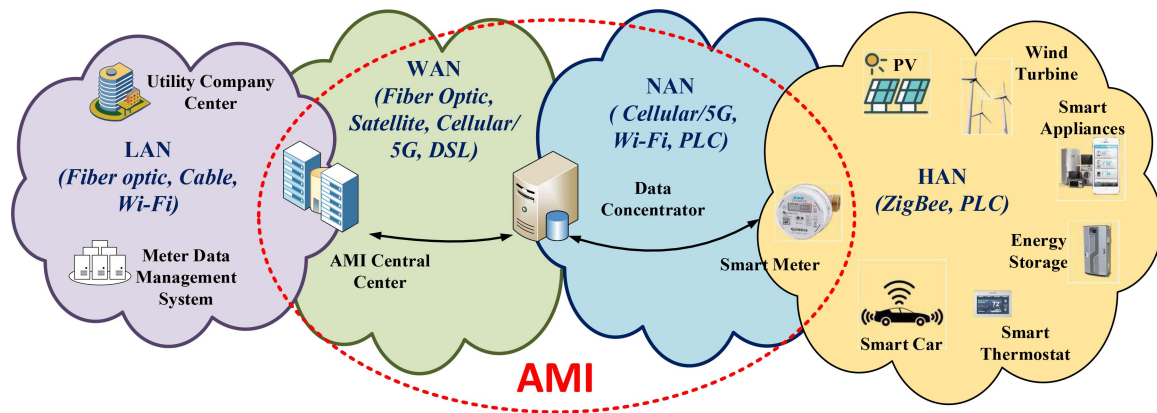 Utility Company
Center
LAN
(Fiber optic, Cable,
Wi-Fi)
Meter Data
Management
System
WAN
(Fiber Optic,
Satellite, Cellular/
5G, DSL)
AMI Central
Center
NAN
( Cellular/5G,
Wi-Fi, PLC)
Data
Concentrator
Smart Meter
PV
Wind
Turbine
Smart
Appliances
HAN
(ZigBee, PLC)
Energy
Storage
Smart Car
72
Smart
Thermostat
AMI